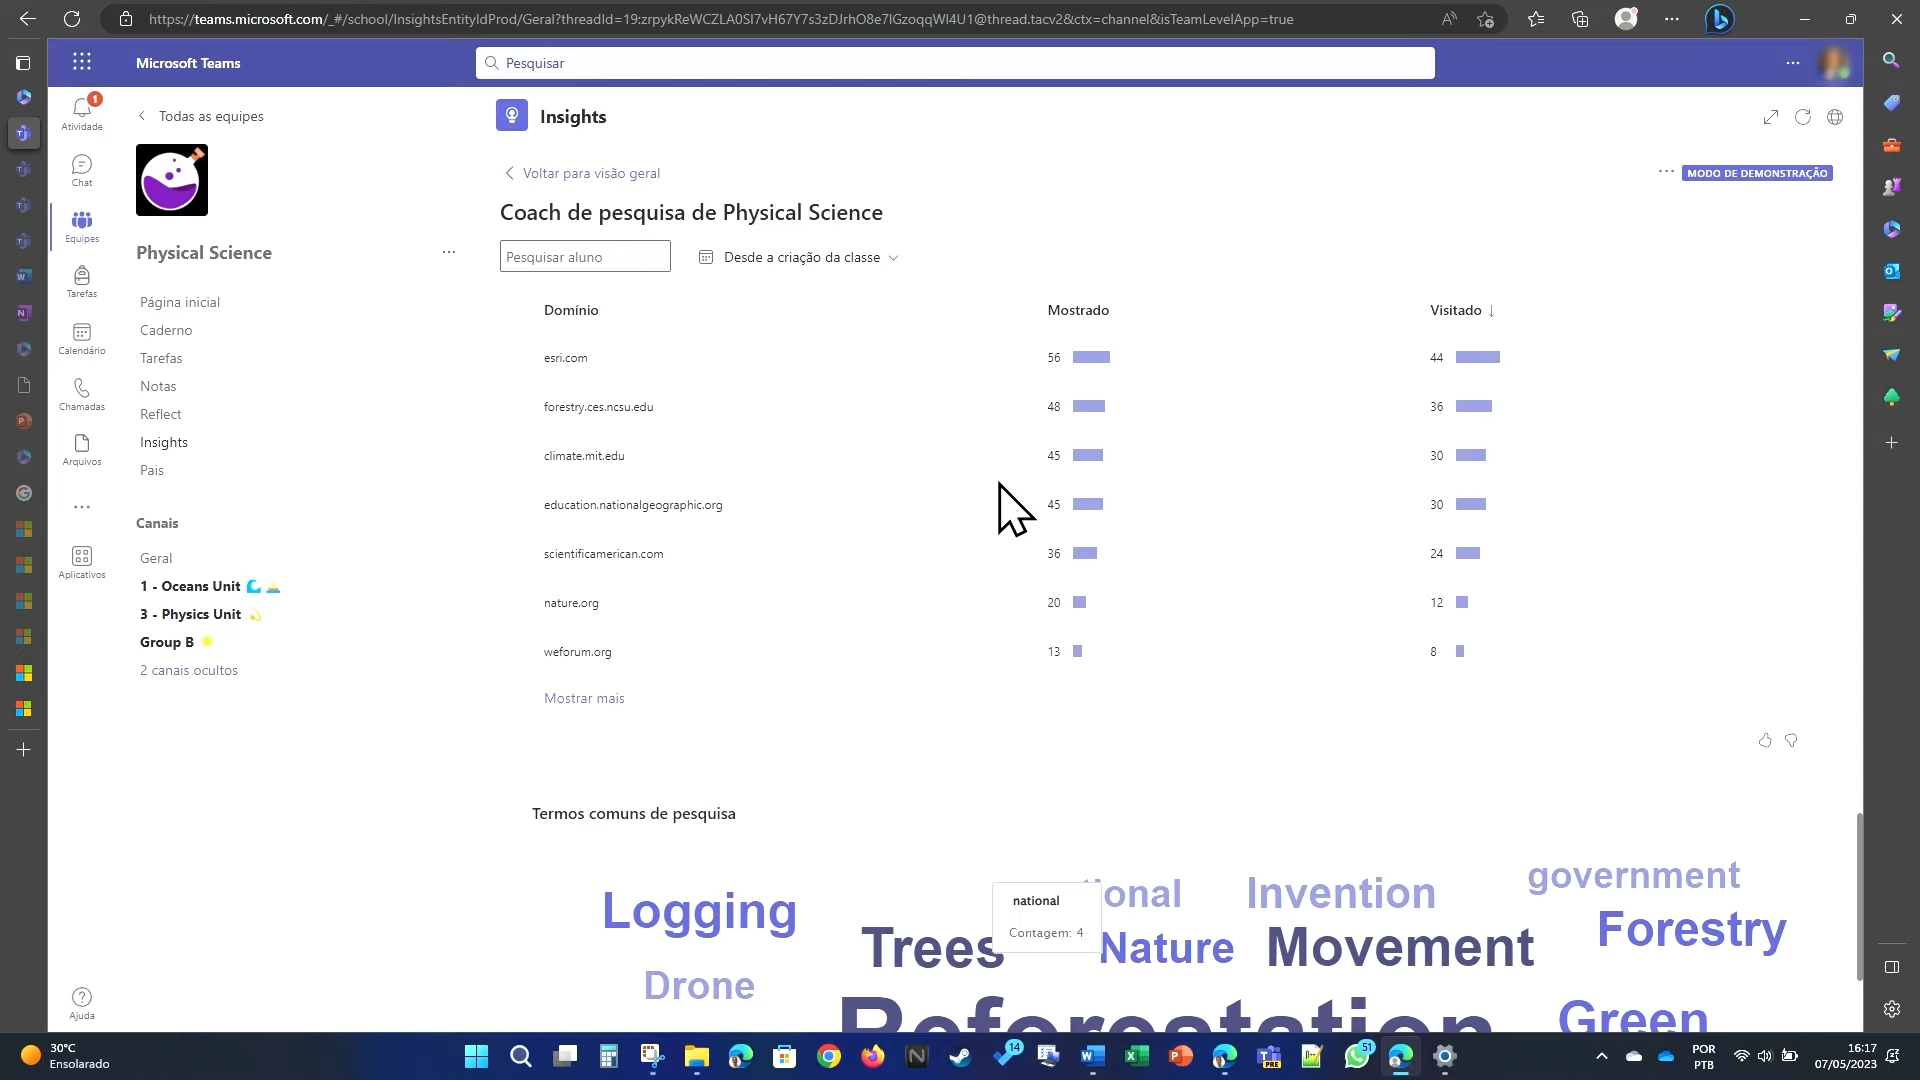 https://teams.microsoft.com/_#/school/InsightsEntityIdProd/Geral?threadId=19:zrpykReWCZLA0SI7vH67Y7s3zDJrhO8e7IGzoqqWl4U1@thread.tacv2&ctx=channel&isTeamLevelApp=true
Microsoft Teams
Pesquisar
1
Atividade
Chat
Equipes
Tarefas
Calendário
Chamadas
Arquivos
Aplicativos
Ajuda
Todas as equipes
Physical Science
Página inicial
Caderno
Tarefas
Notas
Reflect
Insights
Pais
Canais
Geral
1 - Oceans Unit
3 - Physics Unit
Group B
2 canais ocultos
Insights
Voltar para visão geral
MODO DE DEMONSTRAÇÃO
Coach de pesquisa de Physical Science
Pesquisar aluno
Desde a criação da classe
Domínio Mostrado Visitado ↓
esri.com 56 44
forestry.ces.ncsu.edu 48 36
climate.mit.edu 45 30
education.nationalgeographic.org 45 30
scientificamerican.com 36 24
nature.org 20 12
weforum.org 13 8
Mostrar mais
Termos comuns de pesquisa
government
Logging
national
Contagem: 4
tional
Invention
Forestry
Trees
Nature
Movement
Drone
Reforestation
Green
30°C
Ensolarado
14
PRE
51
POR
PTB
16:17
07/05/2023